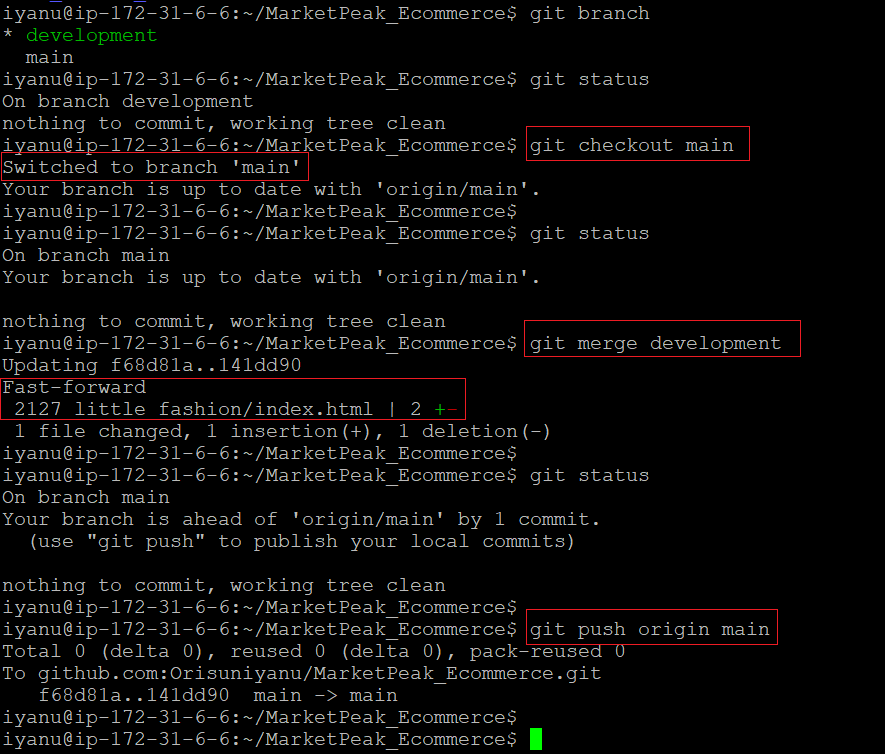 iyanu@ip-172-31-6-6:~/MarketPeak_Ecommerce$ git branch
* development
  main
iyanu@ip-172-31-6-6:~/MarketPeak_Ecommerce$ git status
On branch development
nothing to commit, working tree clean
iyanu@ip-172-31-6-6:~/MarketPeak_Ecommerce$ git checkout main
Switched to branch 'main'
Your branch is up to date with 'origin/main'.
iyanu@ip-172-31-6-6:~/MarketPeak_Ecommerce$
iyanu@ip-172-31-6-6:~/MarketPeak_Ecommerce$ git status
On branch main
Your branch is up to date with 'origin/main'.

nothing to commit, working tree clean
iyanu@ip-172-31-6-6:~/MarketPeak_Ecommerce$ git merge development
Updating f68d81a..141dd90
Fast-forward
 2127 little fashion/index.html | 2 +-
 1 file changed, 1 insertion(+), 1 deletion(-)
iyanu@ip-172-31-6-6:~/MarketPeak_Ecommerce$
iyanu@ip-172-31-6-6:~/MarketPeak_Ecommerce$ git status
On branch main
Your branch is ahead of 'origin/main' by 1 commit.
  (use "git push" to publish your local commits)

nothing to commit, working tree clean
iyanu@ip-172-31-6-6:~/MarketPeak_Ecommerce$
iyanu@ip-172-31-6-6:~/MarketPeak_Ecommerce$ git push origin main
Total 0 (delta 0), reused 0 (delta 0), pack-reused 0
To github.com:Orisuniyanu/MarketPeak_Ecommerce.git
   f68d81a..141dd90  main -> main
iyanu@ip-172-31-6-6:~/MarketPeak_Ecommerce$
iyanu@ip-172-31-6-6:~/MarketPeak_Ecommerce$